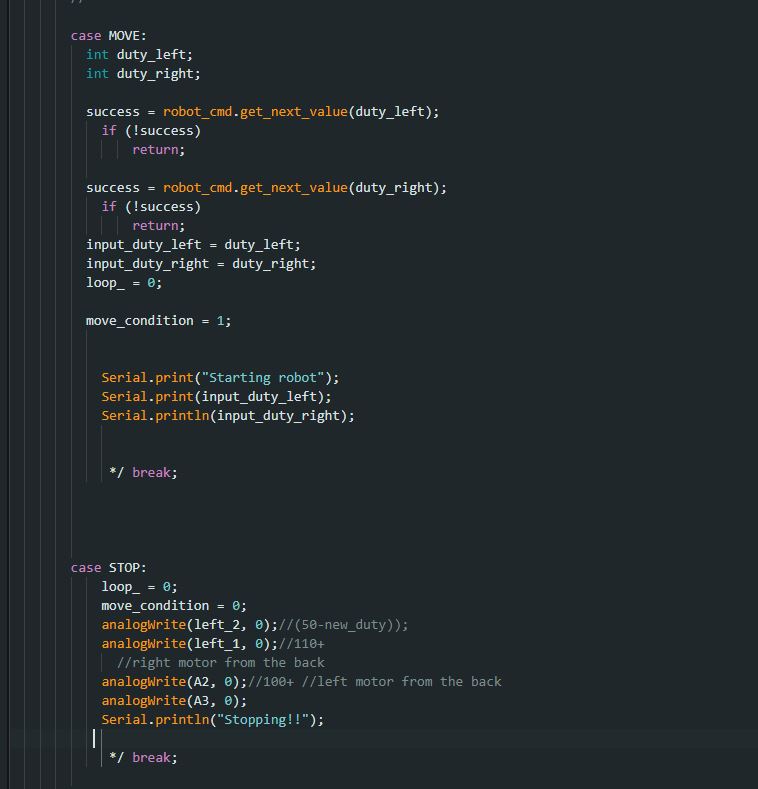 //
case MOVE:
int duty_left;
int duty_right;
success = robot_cmd.get_next_value(duty_left);
if (!success)
return;
success = robot_cmd.get_next_value(duty_right);
if (!success)
return;
input_duty_left = duty_left;
input_duty_right = duty_right;
loop_ = 0;
move_condition = 1;
Serial.print("Starting robot");
Serial.print(input_duty_left);
Serial.println(input_duty_right);
*/ break;
case STOP:
loop_ = 0;
move_condition = 0;
analogWrite(left_2, 0);//(50-new_duty));
analogWrite(left_1, 0);//110+
//right motor from the back
analogWrite(A2, 0);//100+ //left motor from the back
analogWrite(A3, 0);
Serial.println("Stopping!!");
*/ break;